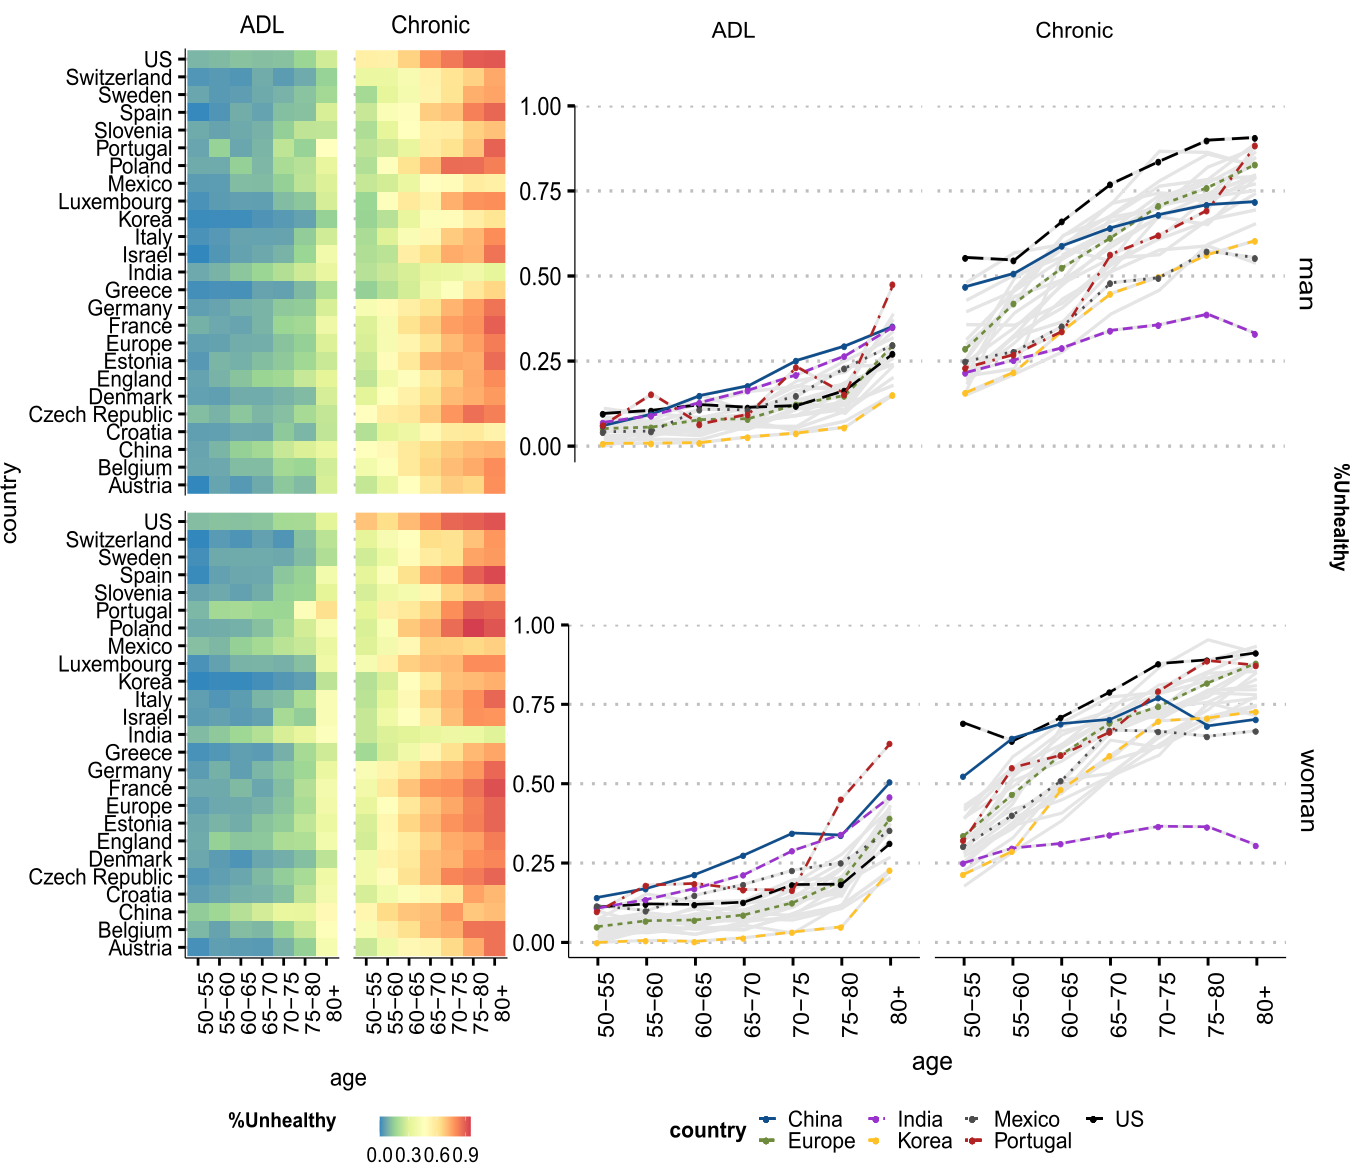 ADL Chronic
US
Switzerland
Sweden
Spain
Slovenia
Portugal
Poland
Mexico
Luxembourg
Korea
Italy
Israel
India
Greece
Germany
France
Europe
Estonia
England
Denmark
Czech Republic
Croatia
China
Belgium
Austria
US
Switzerland
Sweden
Spain
Slovenia
Portugal
Poland
Mexico
Luxembourg
Korea
Italy
Israel
India
Greece
Germany
France
Europe
Estonia
England
Denmark
Czech Republic
Croatia
China
Belgium
Austria
country
50−55 55−60 60−65 65−70 70−75 75−80 80+ 50−55 55−60 60−65 65−70 70−75 75−80 80+
age
%Unhealthy
0.00.30.60.9
ADL Chronic
1.00
0.75
0.50
0.25
0.00
man
1.00
0.75
0.50
0.25
0.00
woman
%Unhealthy
50−55 55−60 60−65 65−70 70−75 75−80 80+ 50−55 55−60 60−65 65−70 70−75 75−80 80+
age
country
China India Mexico US
Europe Korea Portugal